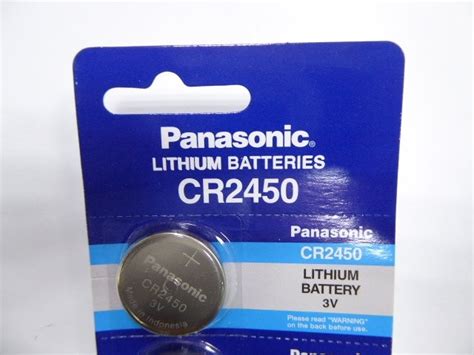 Panasonic®
LITHIUM BATTERIES
CR2450
Panasonic
CR2450
LITHIUM
BATTERY
3V
Please read "WARNING"
on the back before use.
+
Panasonic
CR2450
3V
Made in Indonesia